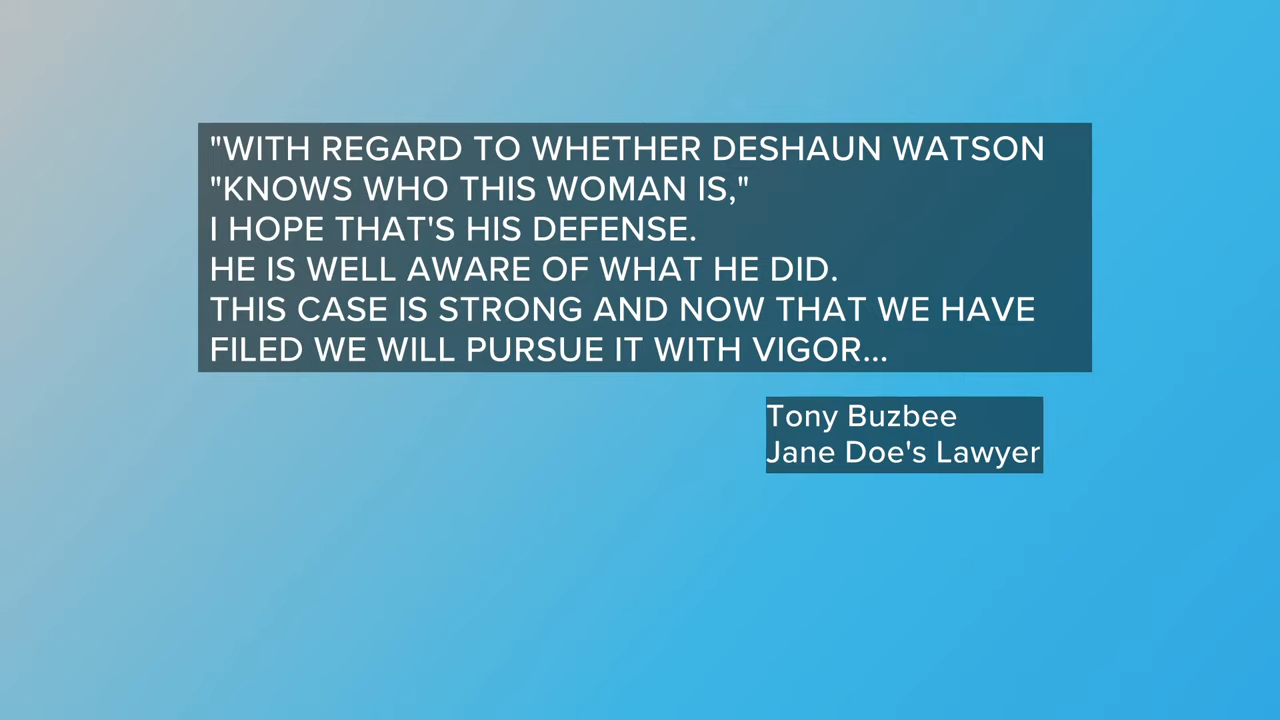 "WITH REGARD TO WHETHER DESHAUN WATSON
"KNOWS WHO THIS WOMAN IS,"
I HOPE THAT'S HIS DEFENSE.
HE IS WELL AWARE OF WHAT HE DID.
THIS CASE IS STRONG AND NOW THAT WE HAVE
FILED WE WILL PURSUE IT WITH VIGOR...
Tony Buzbee
Jane Doe's Lawyer